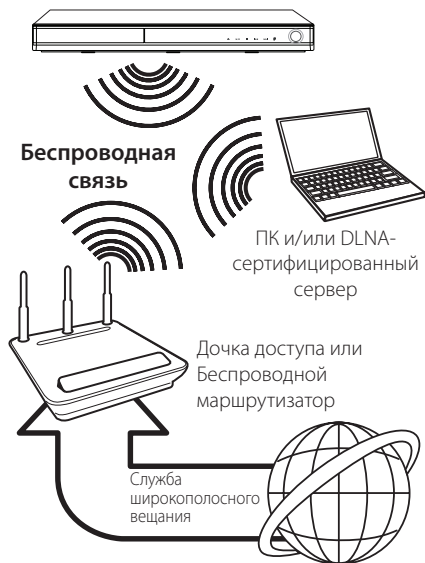 Беспроводная
связь
ПК и/или DLNA-
сертифицированный
сервер
Дочка доступа или
Беспроводной
маршрутизатор
Служба
широкополосного
вещания